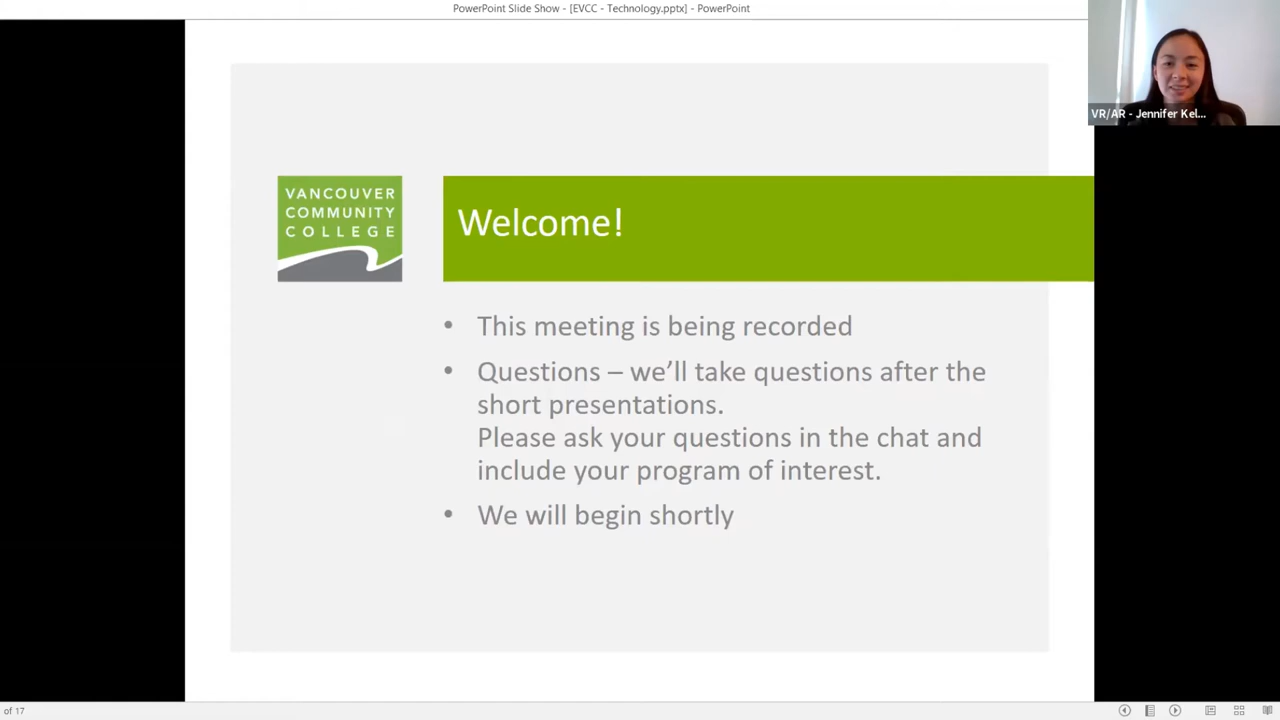 PowerPoint Slide Show - [EVCC - Technology.pptx] - PowerPoint
VR/AR - Jennifer Kel...
VANCOUVER
COMMUNITY
COLLEGE
Welcome!
• This meeting is being recorded
• Questions – we’ll take questions after the
short presentations.
Please ask your questions in the chat and
include your program of interest.
• We will begin shortly
of 17